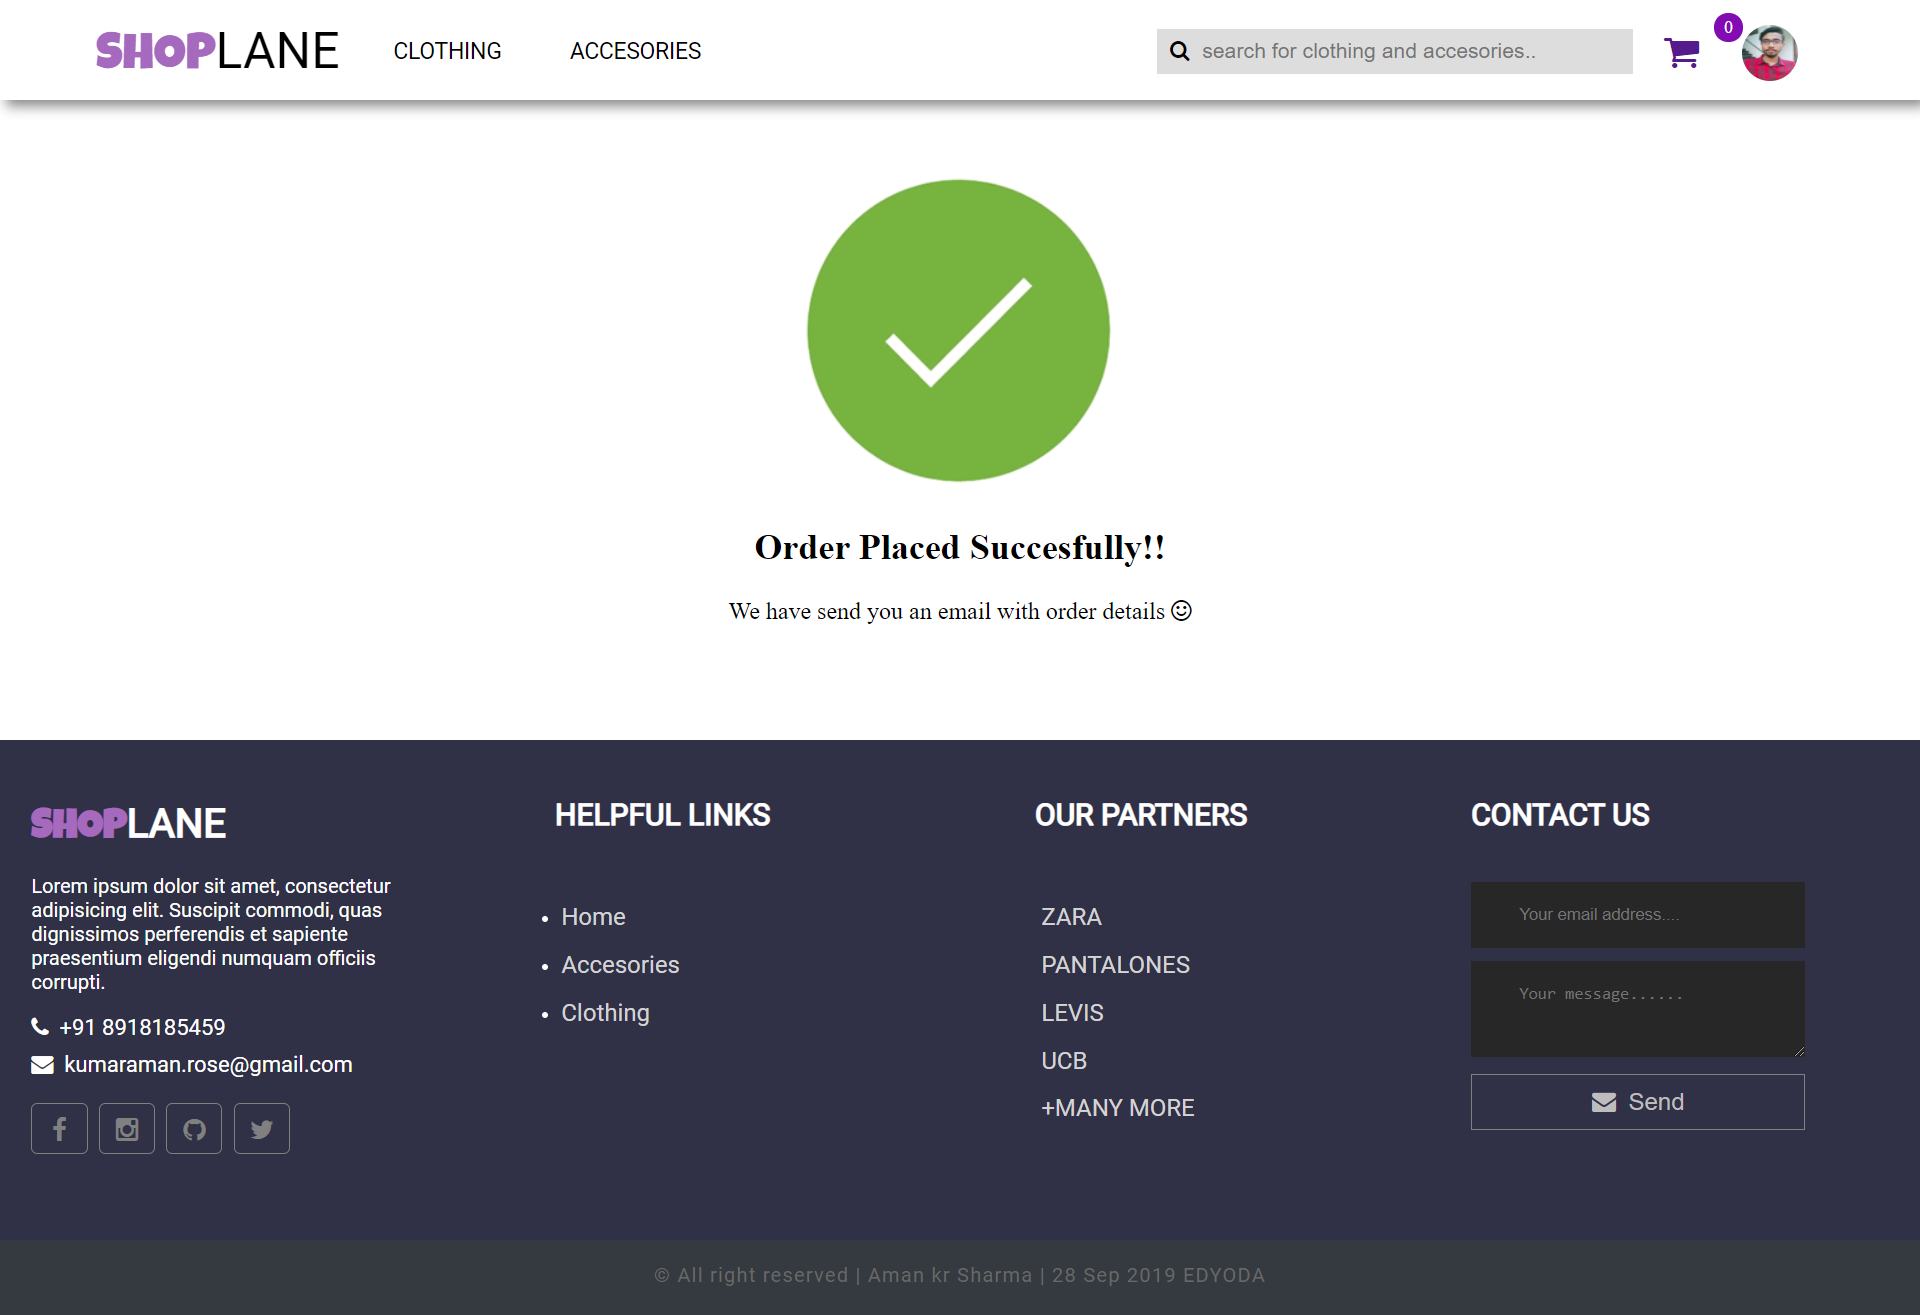 SHOPLANE
CLOTHING
ACCESORIES
search for clothing and accesories..
0
Order Placed Succesfully!!
We have send you an email with order details
SHOPLANE
Lorem ipsum dolor sit amet, consectetur
adipisicing elit. Suscipit commodi, quas
dignissimos perferendis et sapiente
praesentium eligendi numquam officiis
corrupti.
+91 8918185459
kumaraman.rose@gmail.com
HELPFUL LINKS
Home
Accesories
Clothing
OUR PARTNERS
ZARA
PANTALONES
LEVIS
UCB
+MANY MORE
CONTACT US
Your email address....
Your message......
Send
© All right reserved | Aman kr Sharma | 28 Sep 2019 EDYODA